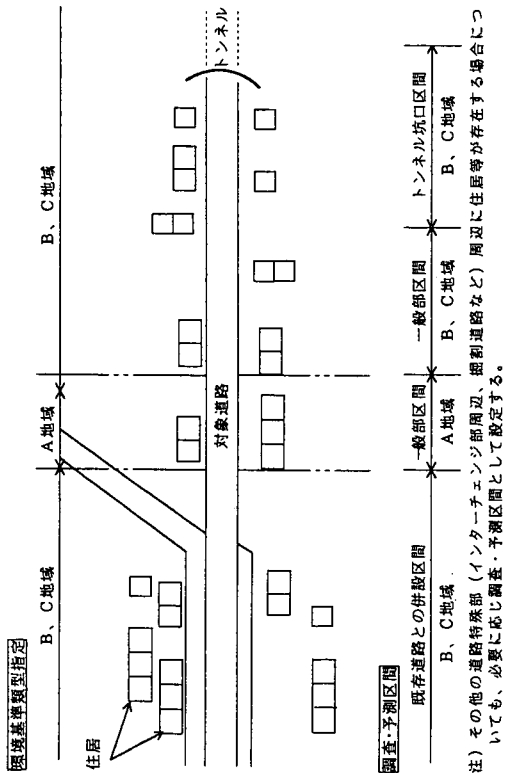 環境基準類型指定
B、C地域
A地域
B、C地域
住居
対象道路
トンネル
調査・予測区間
既存道路との併設区間
一般部区間
一般部区間
トンネル坑口区間
B、C地域
A地域
B、C地域
B、C地域
注）その他の道路特殊部（インターチェンジ部周辺、掘割道路など）周辺に住居等が存在する場合につ
いても、必要に応じ調査・予測区間として設定する。